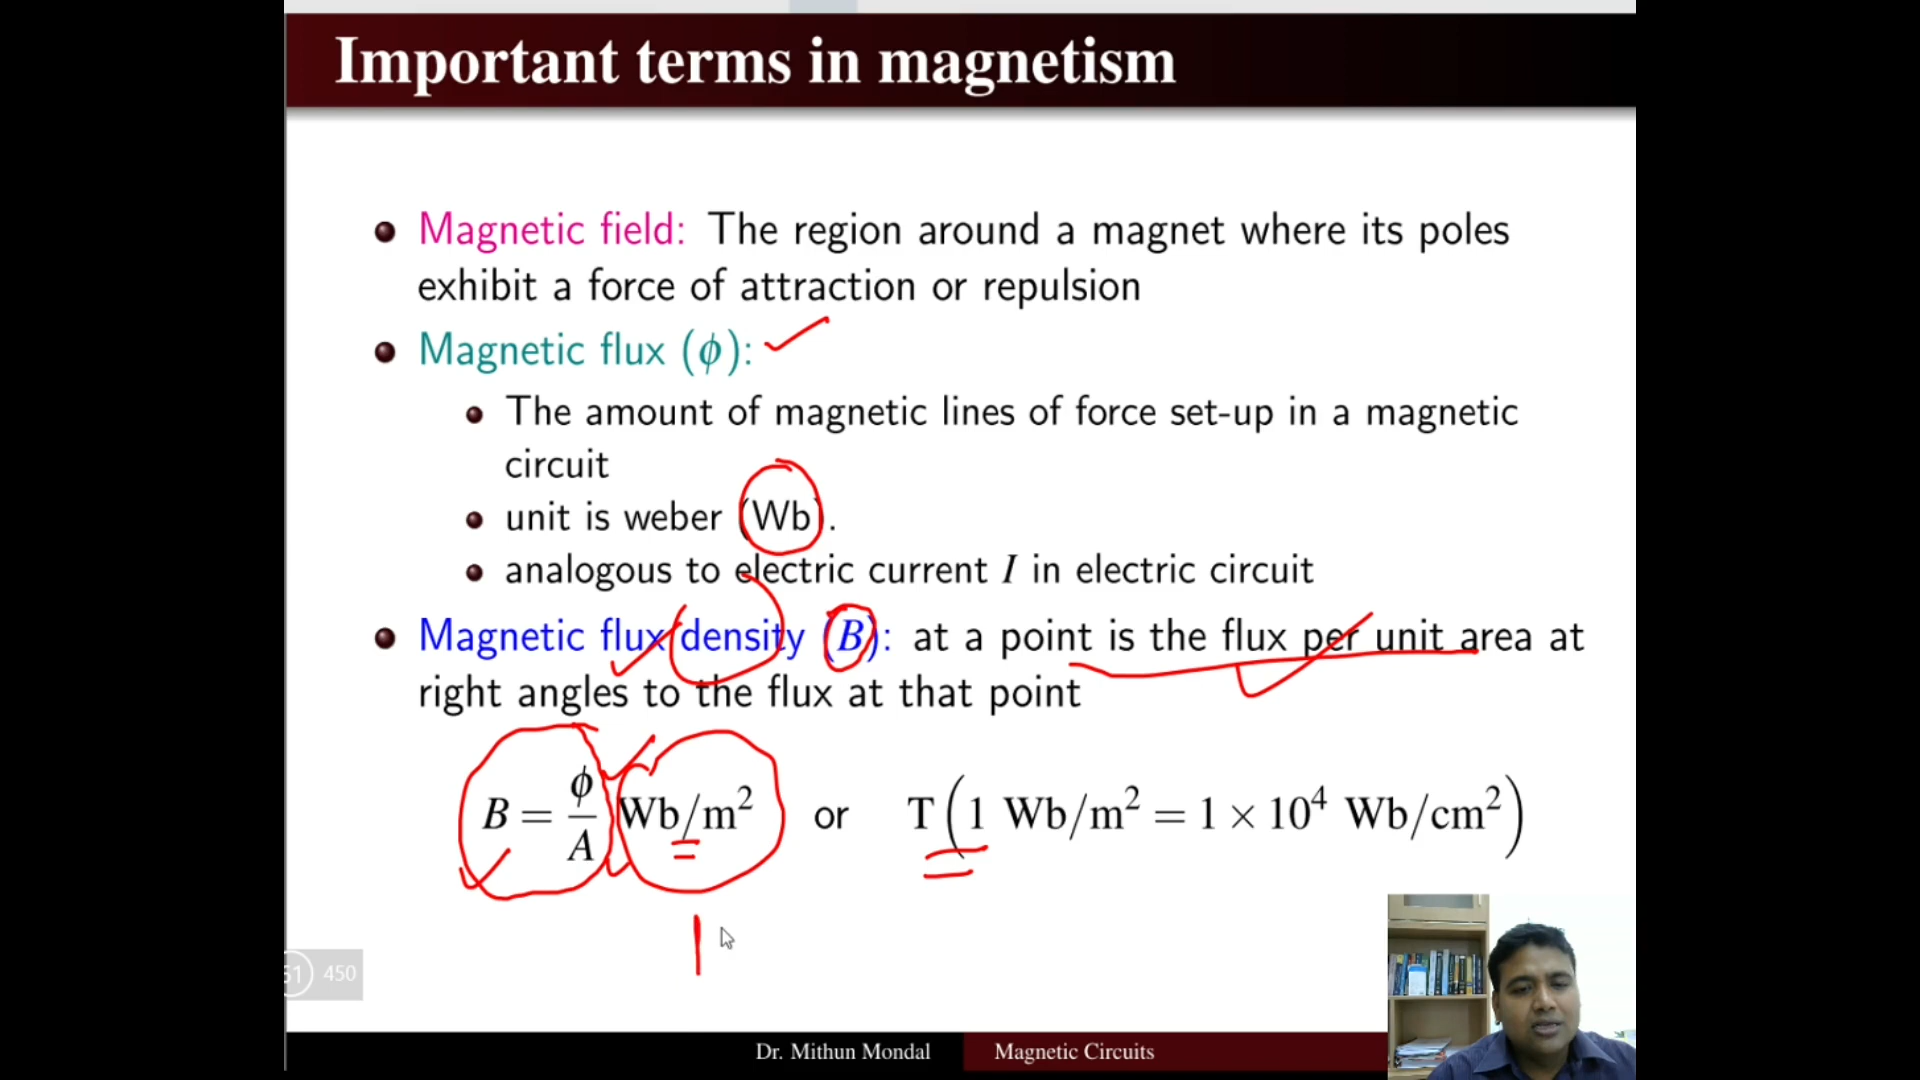 Important terms in magnetism
Magnetic field: The region around a magnet where its poles
exhibit a force of attraction or repulsion
Magnetic flux (ϕ):
The amount of magnetic lines of force set-up in a magnetic
circuit
unit is weber (Wb).
analogous to electric current I in electric circuit
Magnetic flux density (B): at a point is the flux per unit area at
right angles to the flux at that point
B = ϕ/A Wb/m² or T (1 Wb/m² = 1 × 10⁴ Wb/cm²)
51 450
Dr. Mithun Mondal Magnetic Circuits